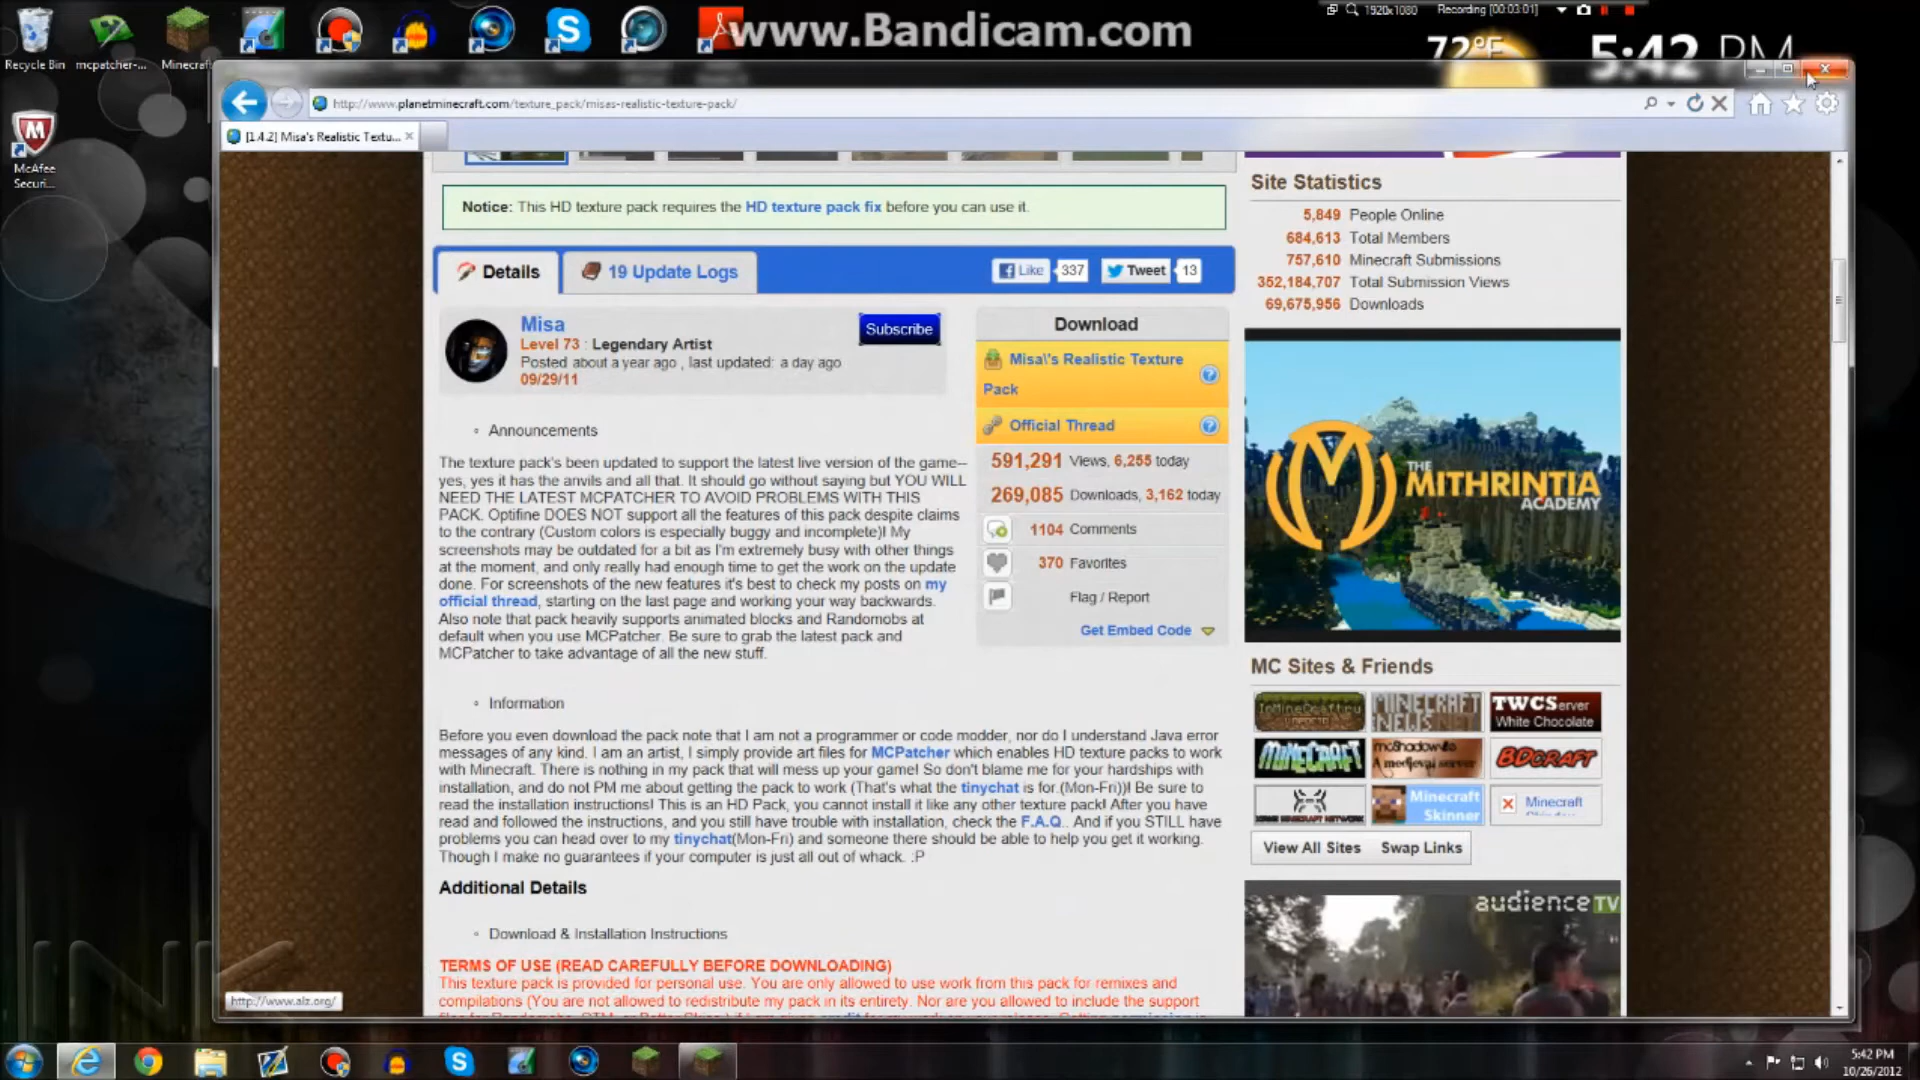 www.Bandicam.com
1920x1080
Recording [00:03:01]
72°F
5:42 PM
Recycle Bin
mcpatcher-...
Minecraft
McAfee
Securi...
http://www.planetminecraft.com/texture_pack/misas-realistic-texture-pack/
[1.4.2] Misa's Realistic Textu...
Notice: This HD texture pack requires the HD texture pack fix before you can use it.
Details
19 Update Logs
Like
337
Tweet
13
Misa
Level 73 : Legendary Artist
Posted about a year ago , last updated: a day ago
09/29/11
Subscribe
Download
Misa\'s Realistic Texture
Pack
Official Thread
591,291 Views, 6,255 today
269,085 Downloads, 3,162 today
1104 Comments
370 Favorites
Flag / Report
Get Embed Code
Announcements
The texture pack's been updated to support the latest live version of the game--
yes, yes it has the anvils and all that. It should go without saying but YOU WILL
NEED THE LATEST MCPATCHER TO AVOID PROBLEMS WITH THIS
PACK. Optifine DOES NOT support all the features of this pack despite claims
to the contrary (Custom colors is especially buggy and incomplete)! My
screenshots may be outdated for a bit as I'm extremely busy with other things
at the moment, and only really had enough time to get the work on the update
done. For screenshots of the new features it's best to check my posts on my
official thread, starting on the last page and working your way backwards.
Also note that pack heavily supports animated blocks and Randomobs at
default when you use MCPatcher. Be sure to grab the latest pack and
MCPatcher to take advantage of all the new stuff.
Information
Before you even download the pack note that I am not a programmer or code modder, nor do I understand Java error
messages of any kind. I am an artist, I simply provide art files for MCPatcher which enables HD texture packs to work
with Minecraft. There is nothing in my pack that will mess up your game! So don't blame me for your hardships with
installation, and do not PM me about getting the pack to work (That's what the tinychat is for.(Mon-Fri))! Be sure to
read the installation instructions! This is an HD Pack, you cannot install it like any other texture pack! After you have
read and followed the instructions, and you still have trouble with installation, check the F.A.Q.. And if you STILL have
problems you can head over to my tinychat(Mon-Fri) and someone there should be able to help you get it working.
Though I make no guarantees if your computer is just all out of whack. :P
Additional Details
Download & Installation Instructions
TERMS OF USE (READ CAREFULLY BEFORE DOWNLOADING)
This texture pack is provided for personal use. You are only allowed to use work from this pack for remixes and
compilations (You are not allowed to redistribute my pack in its entirety. Nor are you allowed to include the support
Site Statistics
5,849 People Online
684,613 Total Members
757,610 Minecraft Submissions
352,184,707 Total Submission Views
69,675,956 Downloads
THE
MITHRINTIA
ACADEMY
MC Sites & Friends
InMineCraft.ru
MINECRAFT
NEWS.NET
TWCServer
White Chocolate
MINECRAFT
A medieval server
BDCRAFT
Minecraft
Skinner
Minecraft
View All Sites
Swap Links
audienceTV
http://www.alz.org/
5:42 PM
10/26/2012